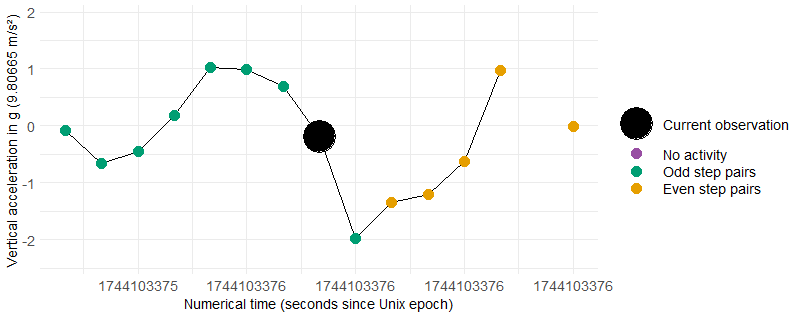 Vertical acceleration in g (9.80665 m/s²)
2
1
0
-1
-2
1744103375
1744103376
1744103376
1744103376
1744103376
Numerical time (seconds since Unix epoch)
Current observation
No activity
Odd step pairs
Even step pairs